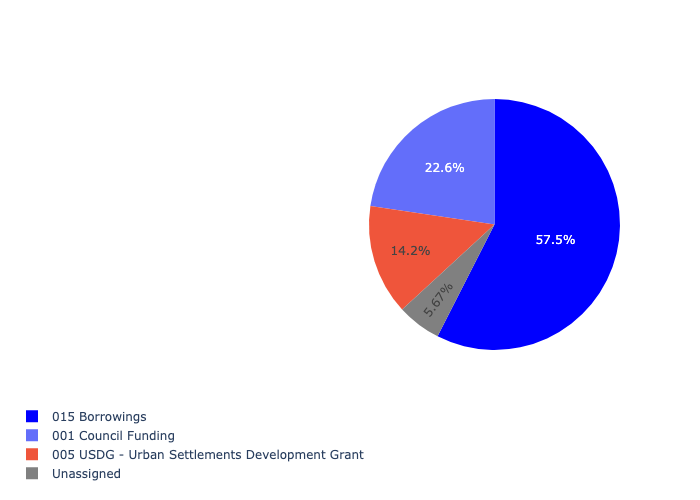 22.6%
57.5%
14.2%
5.67%
015 Borrowings
001 Council Funding
005 USDG - Urban Settlements Development Grant
Unassigned